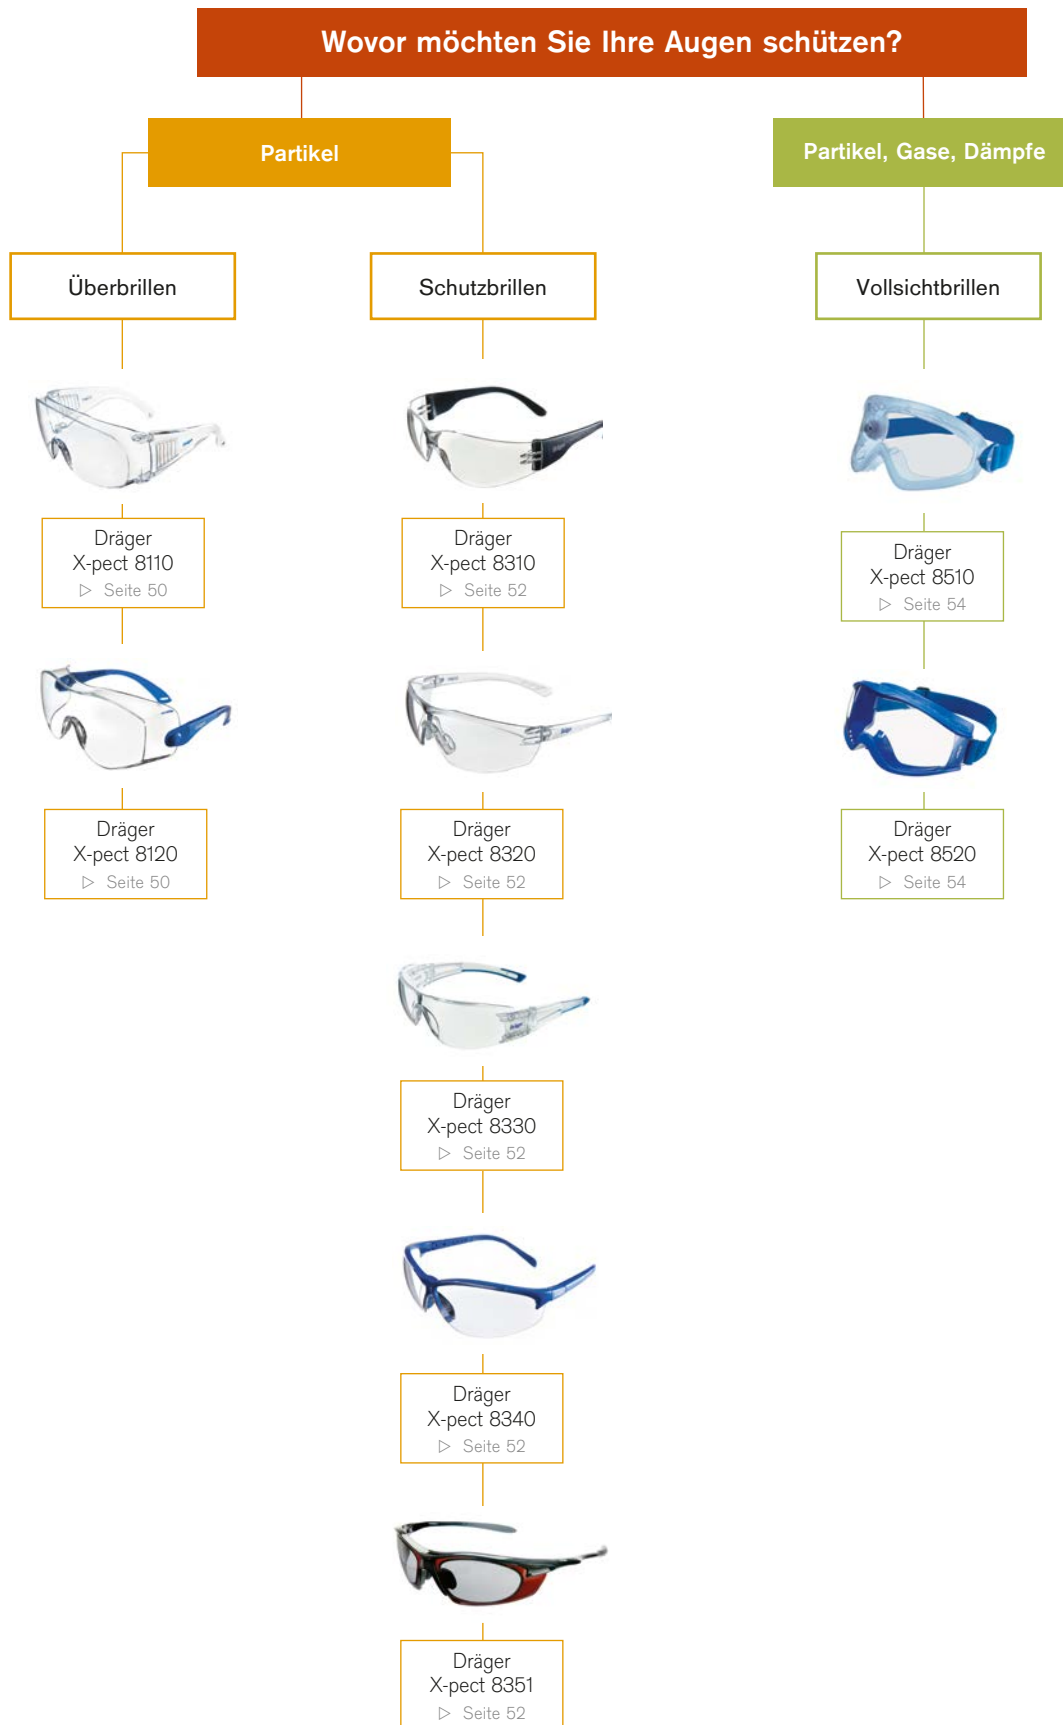 Wovor möchten Sie Ihre Augen schützen?
Partikel
Partikel, Gase, Dämpfe
Überbrillen
Schutzbrillen
Vollsichtbrillen
Dräger
X-pect 8110
▷ Seite 50
Dräger
X-pect 8310
▷ Seite 52
Dräger
X-pect 8510
▷ Seite 54
Dräger
X-pect 8120
▷ Seite 50
Dräger
X-pect 8320
▷ Seite 52
Dräger
X-pect 8520
▷ Seite 54
Dräger
X-pect 8330
▷ Seite 52
Dräger
X-pect 8340
▷ Seite 52
Dräger
X-pect 8351
▷ Seite 52